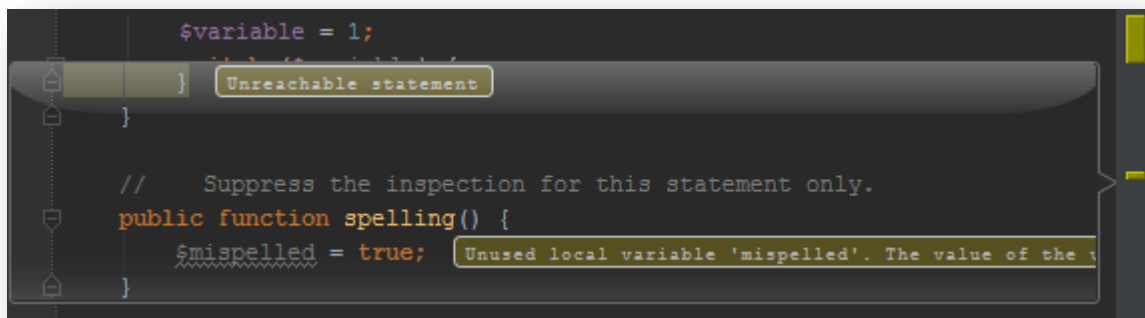 $variable = 1;
} Unreachable statement
}
// Suppress the inspection for this statement only.
public function spelling() {
$mispelled = true; Unused local variable 'mispelled'. The value of the
}